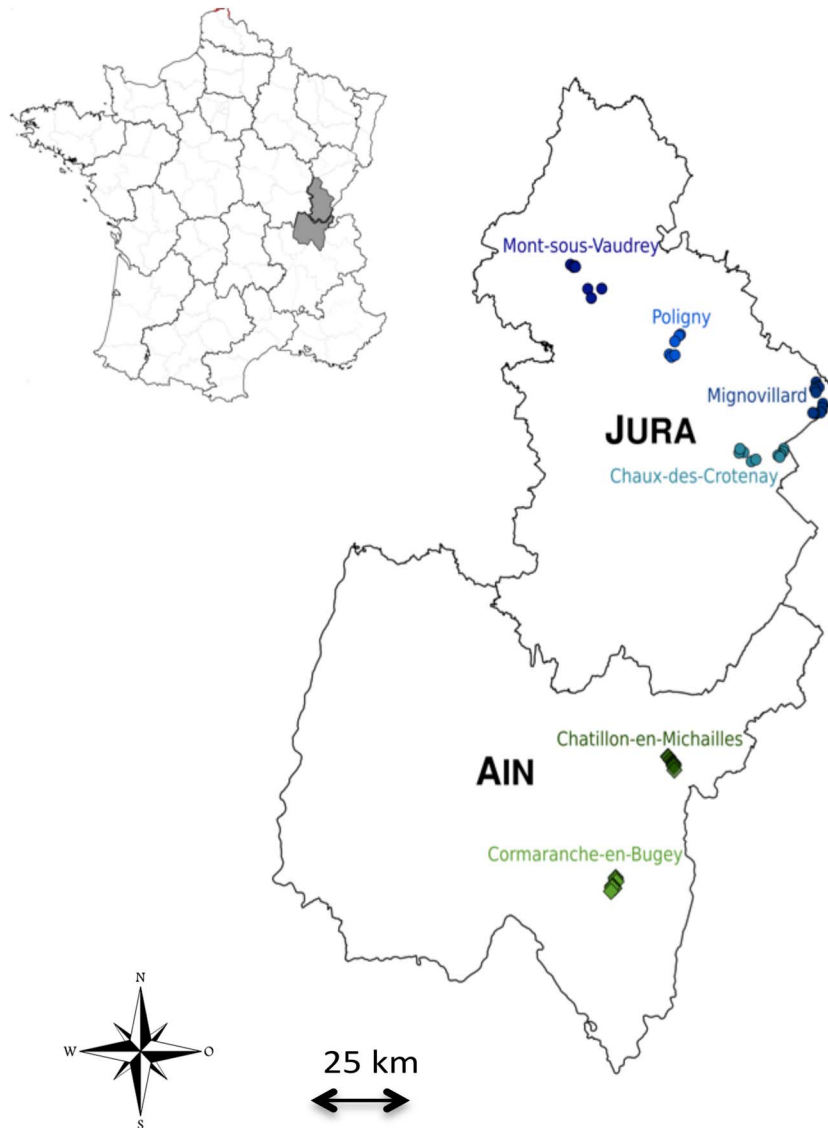 Mont-sous-Vaudrey
Poligny
Mignovillard
JURA
Chaux-des-Crotenay
Chatillon-en-Michailles
AIN
Cormaranche-en-Bugey
N
W
O
S
25 km